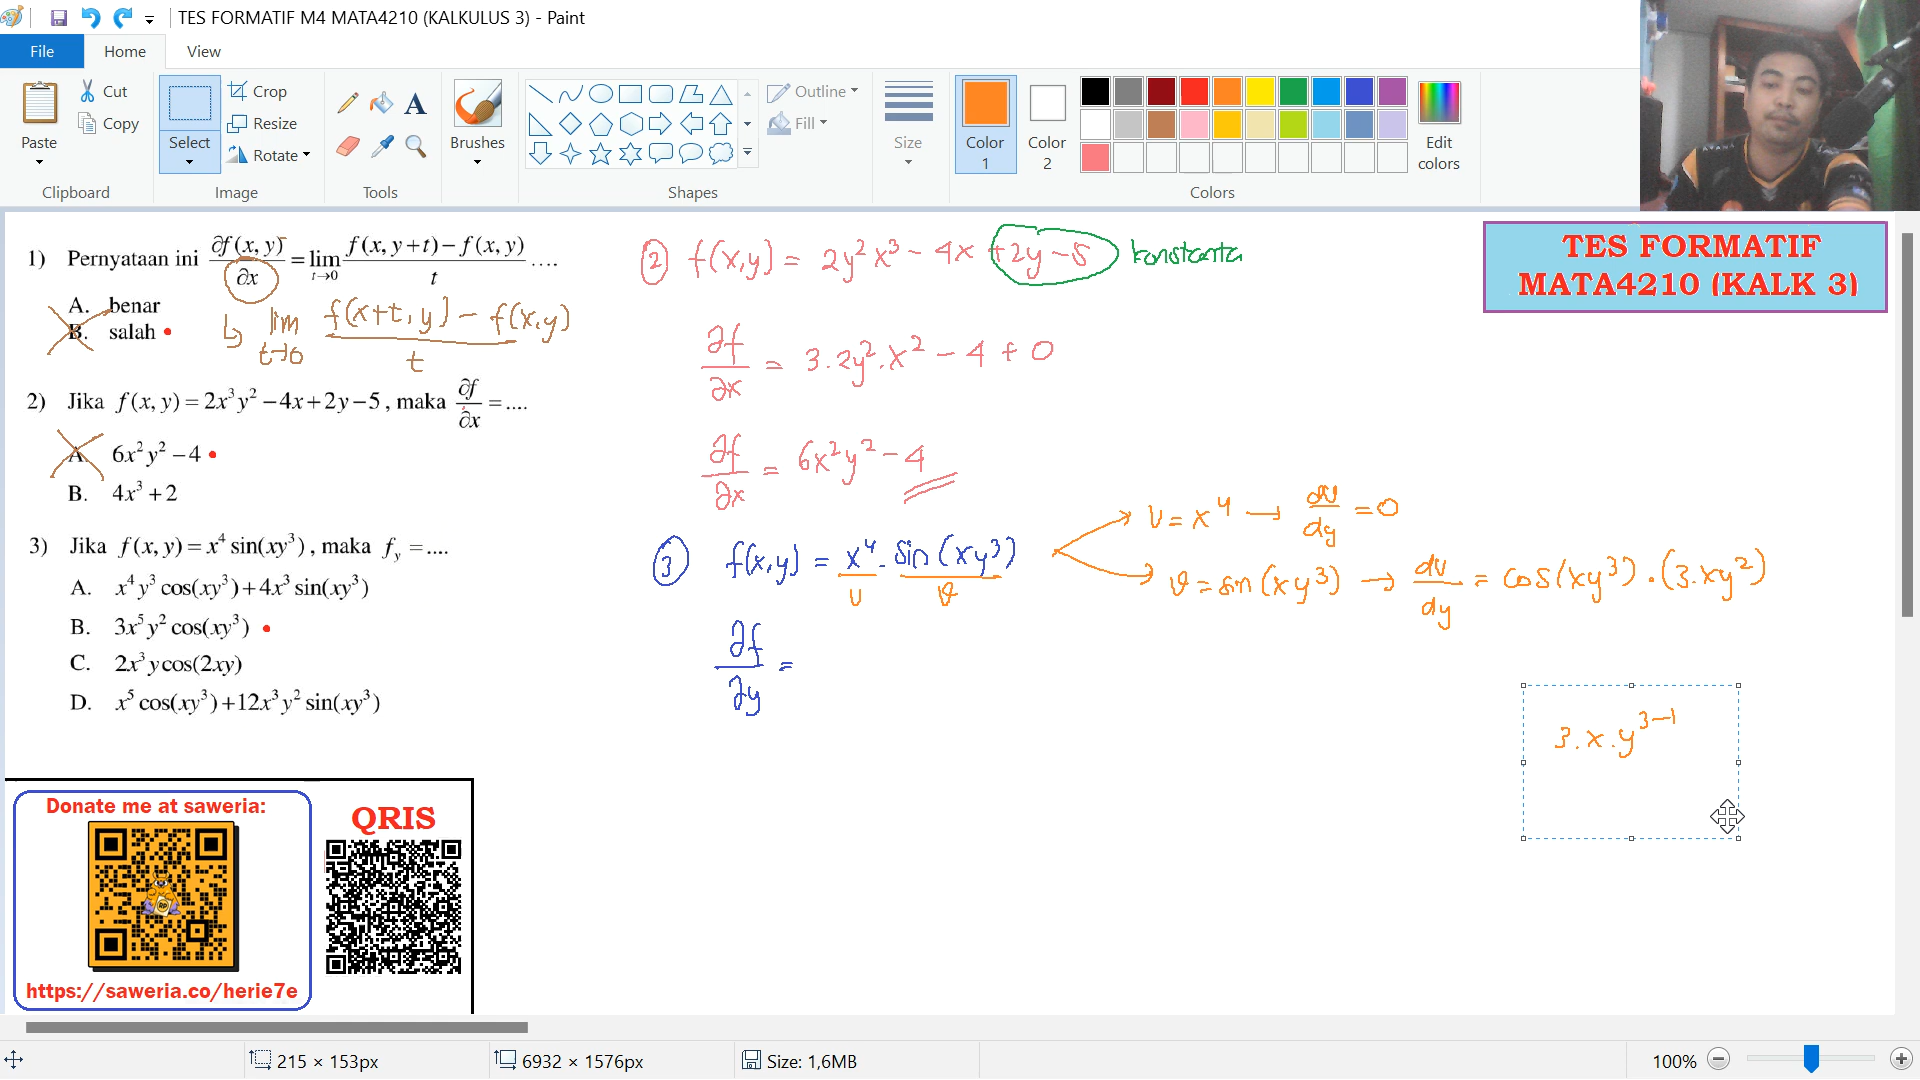 TES FORMATIF M4 MATA4210 (KALKULUS 3) - Paint
File Home View
Paste
Cut
Copy
Clipboard
Select
Crop
Resize
Rotate
Image
Tools
Brushes
Shapes
Outline
Fill
Size
Color 1
Color 2
Edit colors
Colors
1) Pernyataan ini ∂f(x, y)/∂x = lim t→0 (f(x, y+t) − f(x, y))/t ....
A. benar
B. salah
↳ lim t→0 (f(x+t, y) − f(x,y))/t
2) Jika f(x, y) = 2x³y² − 4x + 2y − 5, maka ∂f/∂x = ....
A. 6x²y² − 4
B. 4x³ + 2
3) Jika f(x, y) = x⁴ sin(xy³), maka f_y = ....
A. x⁴y³ cos(xy³) + 4x³ sin(xy³)
B. 3x⁵y² cos(xy³)
C. 2x³y cos(2xy)
D. x⁵ cos(xy³) + 12x³y² sin(xy³)
② f(x,y) = 2y²x³ − 4x +2y −5 konstanta
∂f/∂x = 3.2y².x² − 4 + 0
∂f/∂x = 6x²y² − 4
③ f(x,y) = x⁴ . sin(xy³)
U V
U = x⁴ → du/dy = 0
V = sin(xy³) → dv/dy = cos(xy³) . (3.xy²)
∂f/∂y =
3.x.y³⁻¹
TES FORMATIF
MATA4210 (KALK 3)
Donate me at saweria:
https://saweria.co/herie7e
QRIS
215 × 153px
6932 × 1576px
Size: 1,6MB
100%